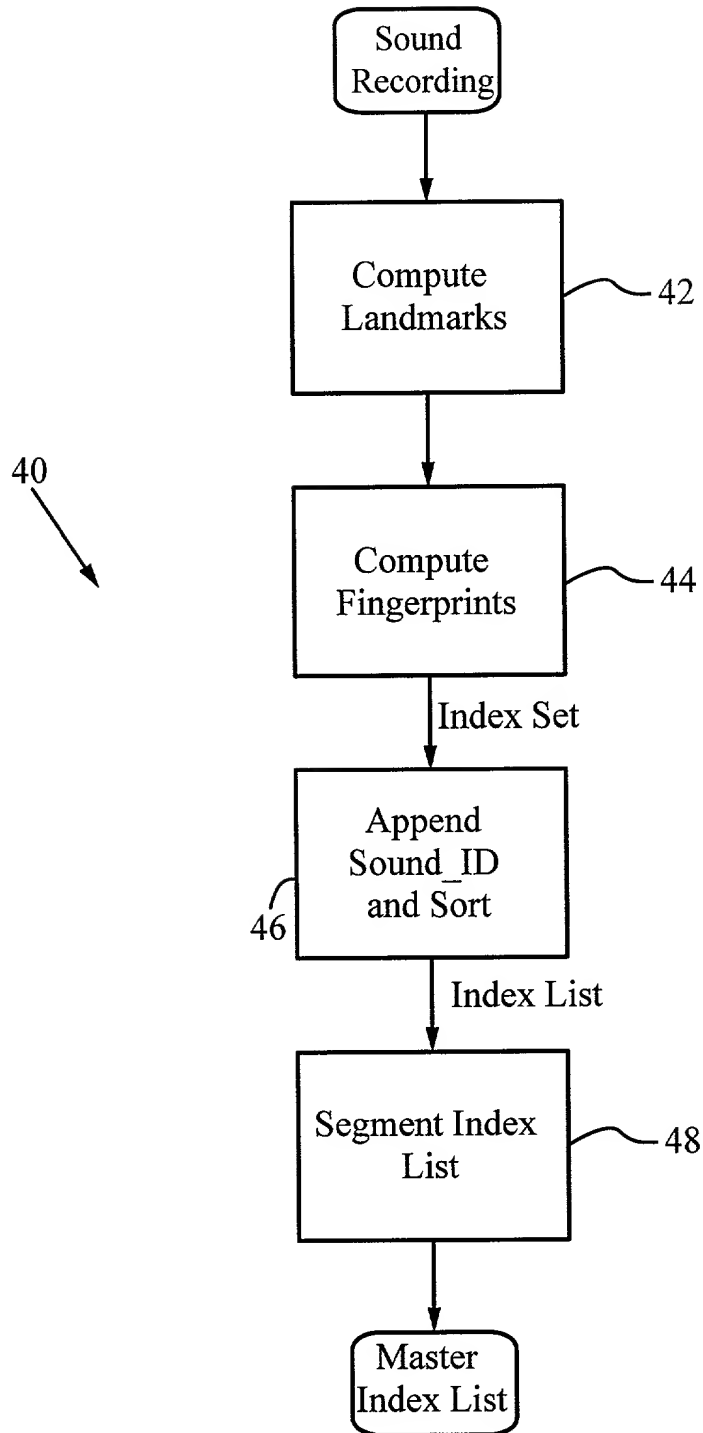 Sound
Recording
Compute
Landmarks
42
40
Compute
Fingerprints
44
Index Set
Append
Sound_ID
and Sort
46
Index List
Segment Index
List
48
Master
Index List